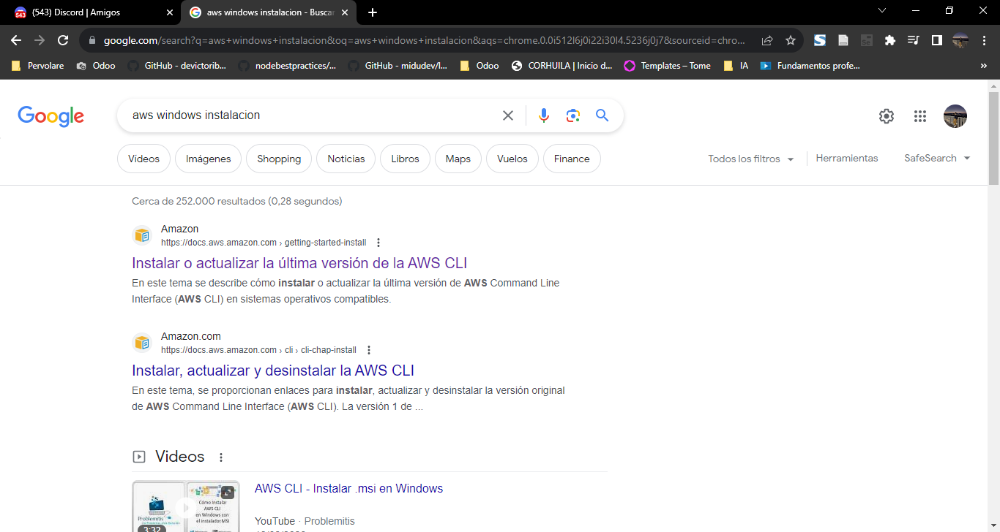 543
(543) Discord | Amigos
aws windows instalacion - Buscar
google.com/search?q=aws+windows+instalacion&oq=aws+windows+instalacion&aqs=chrome.0.0i512l6j0i22i30l4.5236j0j7&sourceid=chro...
Pervolare
Odoo
GitHub - devictorib...
nodebestpractices/...
GitHub - midudev/l...
Odoo
CORHUILA | Inicio d...
Templates – Tome
IA
Fundamentos profe...
»
Google
aws windows instalacion
Videos
Imágenes
Shopping
Noticias
Libros
Maps
Vuelos
Finance
Todos los filtros
Herramientas
SafeSearch
Cerca de 252.000 resultados (0,28 segundos)
Amazon
https://docs.aws.amazon.com › getting-started-install
Instalar o actualizar la última versión de la AWS CLI
En este tema se describe cómo instalar o actualizar la última versión de AWS Command Line
Interface (AWS CLI) en sistemas operativos compatibles.
Amazon.com
https://docs.aws.amazon.com › cli › cli-chap-install
Instalar, actualizar y desinstalar la AWS CLI
En este tema, se proporcionan enlaces para instalar, actualizar y desinstalar la versión original
de AWS Command Line Interface (AWS CLI). La versión 1 de ...
Videos
Problemitis
3:32
Cómo Instalar
AWS CLI
en Windows con
el instalador MSI
AWS CLI - Instalar .msi en Windows
YouTube · Problemitis